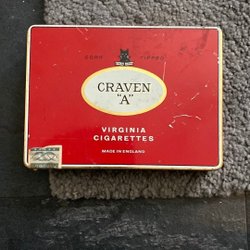 CORK TIPPED
CRAVEN
"A"
VIRGINIA
CIGARETTES
MADE IN ENGLAND